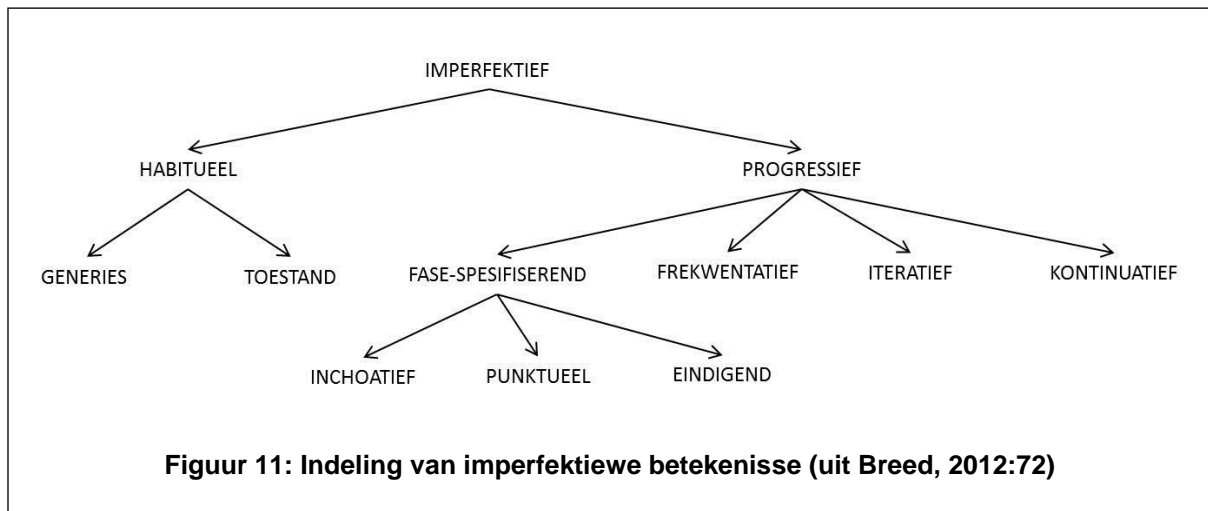 IMPERFEKTIEF
HABITUEEL PROGRESSIEF
GENERIES TOESTAND FASE-SPESIFISEREND FREKWENTATIEF ITERATIEF KONTINUATIEF
INCHOATIEF PUNKTUEEL EINDIGEND
Figuur 11: Indeling van imperfektiewe betekenisse (uit Breed, 2012:72)